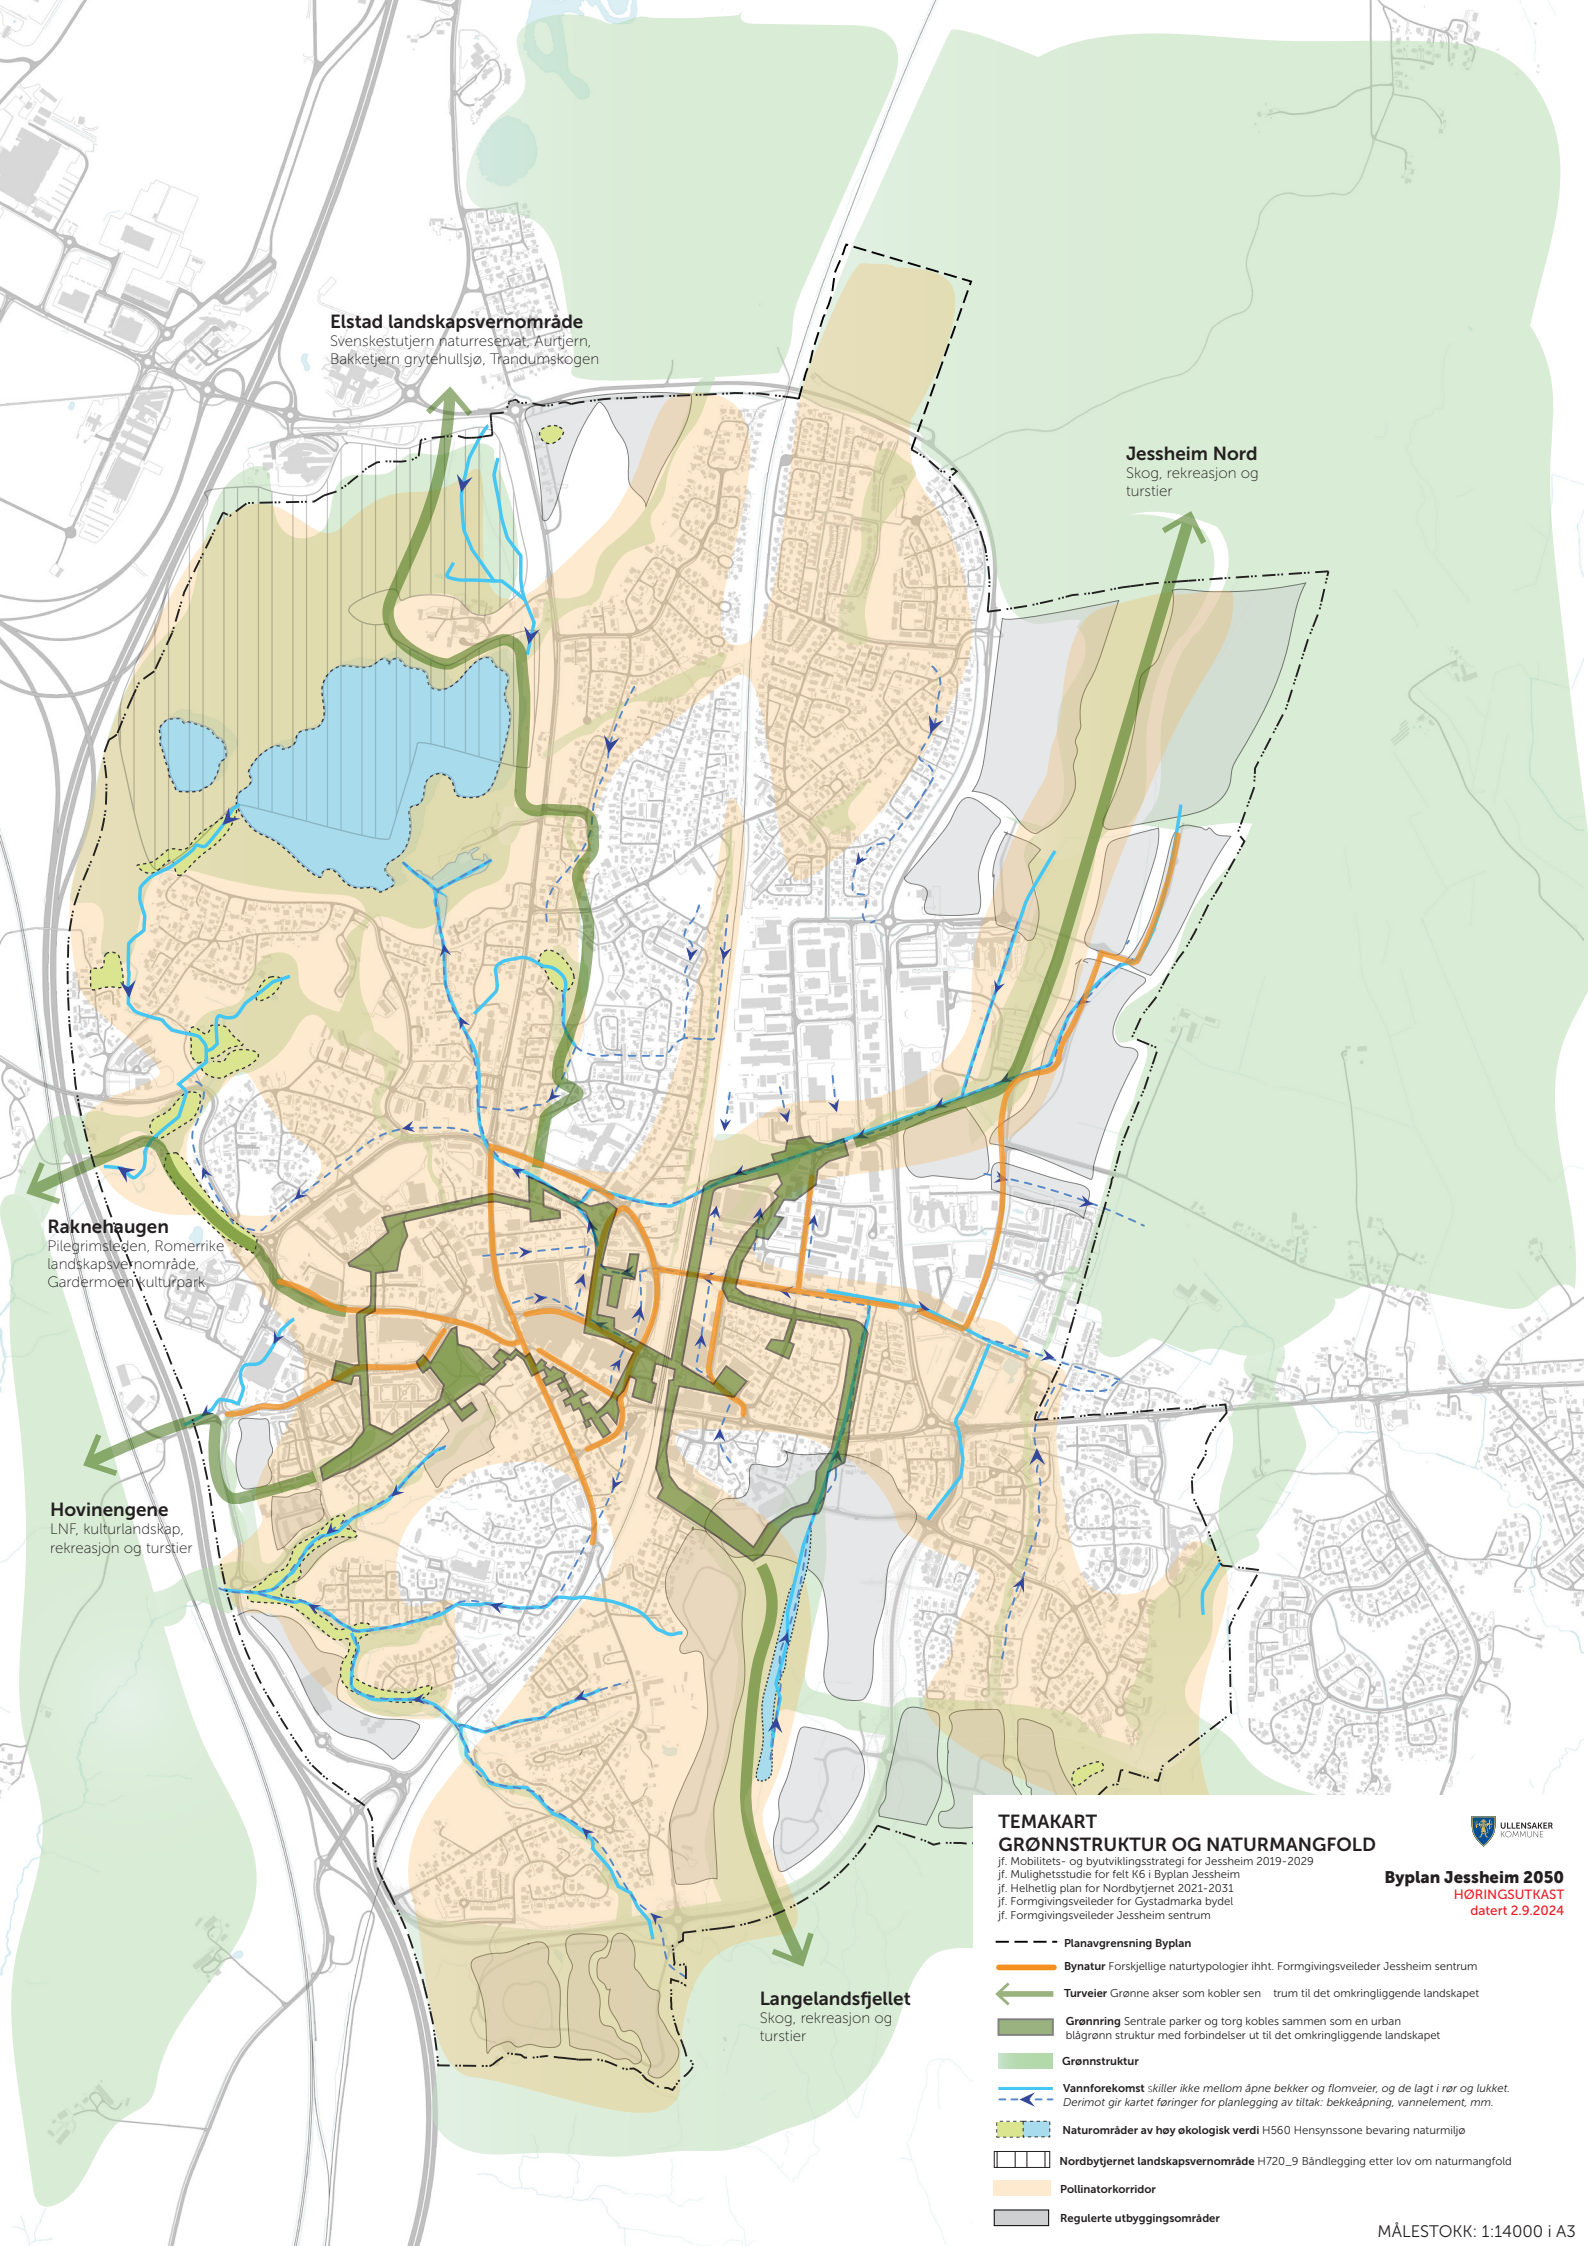 Elstad landskapsvernområde
Svenskestutjern naturreservat, Aurtjern,
Bakketjern grytehullsjø, Trandumskogen
Jessheim Nord
Skog, rekreasjon og
turstier
Raknehaugen
Pilegrimsleden, Romerrike
landskapsvernområde,
Gardermoen kulturpark
Hovinengene
LNF, kulturlandskap,
rekreasjon og turstier
Langelandsfjellet
Skog, rekreasjon og
turstier
TEMAKART
GRØNNSTRUKTUR OG NATURMANGFOLD
jf. Mobilitets- og byutviklingsstrategi for Jessheim 2019-2029
jf. Mulighetsstudie for felt K6 i Byplan Jessheim
jf. Helhetlig plan for Nordbytjernet 2021-2031
jf. Formgivingsveileder for Gystadmarka bydel
jf. Formgivingsveileder Jessheim sentrum
ULLENSAKER
KOMMUNE
Byplan Jessheim 2050
HØRINGSUTKAST
datert 2.9.2024
Planavgrensning Byplan
Bynatur Forskjellige naturtypologier ihht. Formgivingsveileder Jessheim sentrum
Turveier Grønne akser som kobler sen trum til det omkringliggende landskapet
Grønnring Sentrale parker og torg kobles sammen som en urban
blågrønn struktur med forbindelser ut til det omkringliggende landskapet
Grønnstruktur
Vannforekomst skiller ikke mellom åpne bekker og flomveier, og de lagt i rør og lukket.
Derimot gir kartet føringer for planlegging av tiltak: bekkeåpning, vannelement, mm.
Naturområder av høy økologisk verdi H560 Hensynssone bevaring naturmiljø
Nordbytjernet landskapsvernområde H720_9 Båndlegging etter lov om naturmangfold
Pollinatorkorridor
Regulerte utbyggingsområder
MÅLESTOKK: 1:14000 i A3